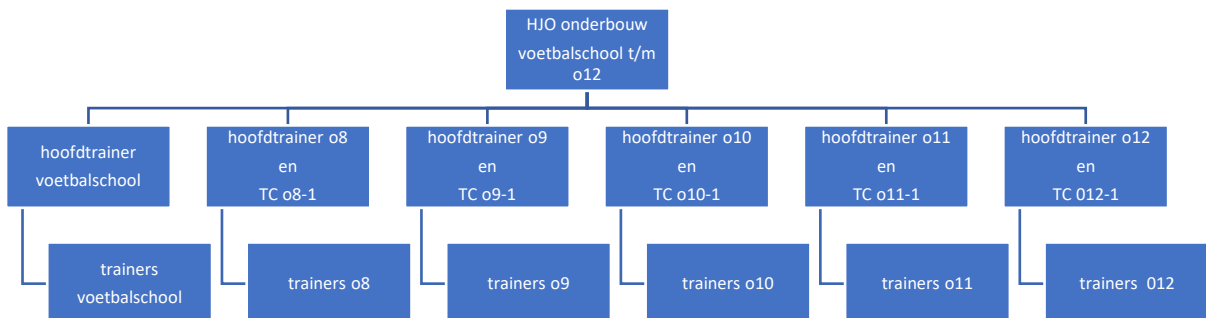 HJO onderbouw
voetbalschool t/m
o12
hoofdtrainer
voetbalschool
hoofdtrainer o8
en
TC o8-1
hoofdtrainer o9
en
TC o9-1
hoofdtrainer o10
en
TC o10-1
hoofdtrainer o11
en
TC o11-1
hoofdtrainer o12
en
TC 012-1
trainers
voetbalschool
trainers o8
trainers o9
trainers o10
trainers o11
trainers 012